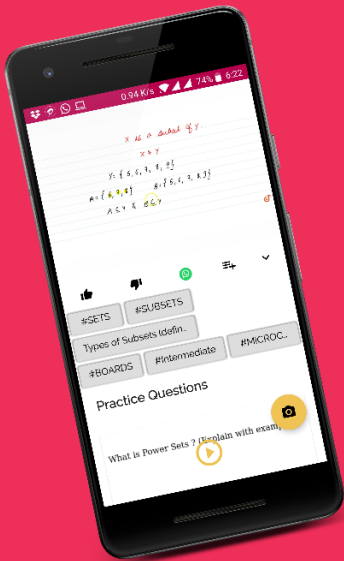 0.94 K/s 74% 6:22
X is a subset of Y.
#SETS #SUBSETS
Types of Subsets (defin..
#BOARDS #Intermediate #MICROC..
Practice Questions
What is Power Sets ? (Explain with exam